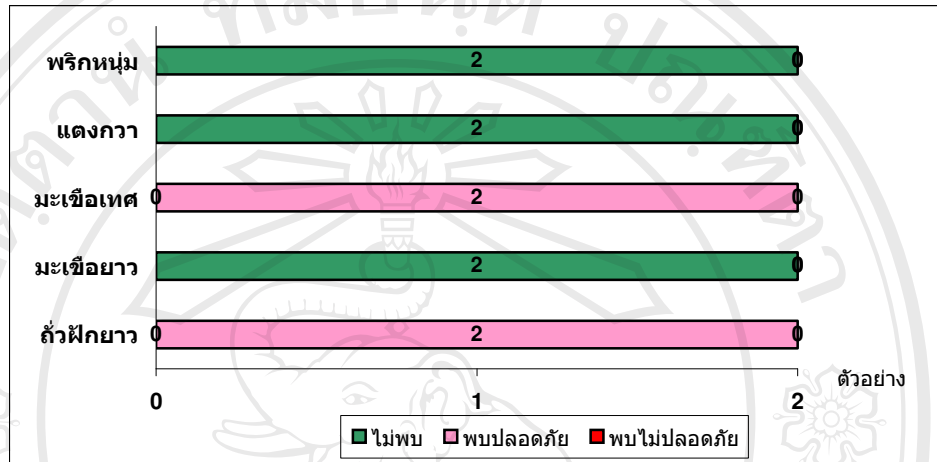 พริกหนุ่ม 2 0
แตงกวา 2 0
มะเขือเทศ 0 2 0
มะเขือยาว 2 0
ถั่วฝักยาว 0 2 0
ตัวอย่าง
0 1 2
ไม่พบ พบปลอดภัย พบไม่ปลอดภัย